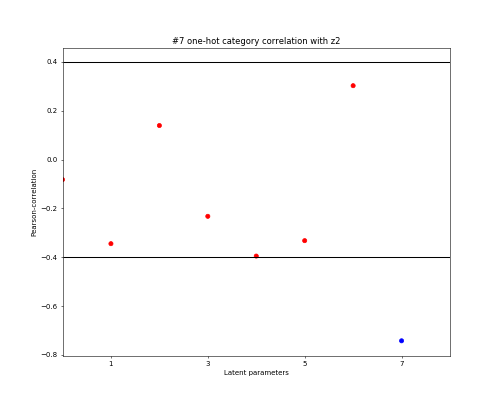 #7 one-hot category correlation with z2
0.4
0.2
0.0
−0.2
−0.4
−0.6
−0.8
Pearson-correlation
1 3 5 7
Latent parameters